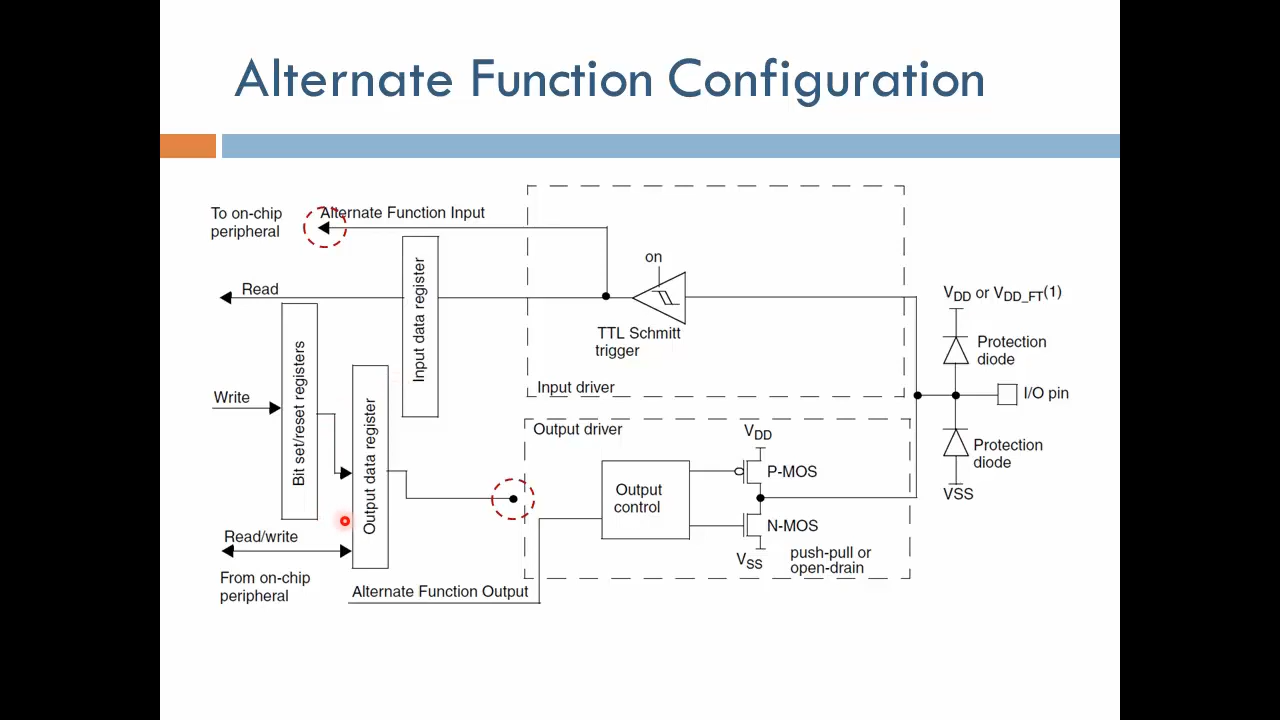 Alternate Function Configuration
To on-chip
peripheral
Alternate Function Input
on
Read
Input data register
TTL Schmitt
trigger
VDD or VDD_FT(1)
Protection
diode
Input driver
I/O pin
Write
Bit set/reset registers
Output data register
Output driver
VDD
P-MOS
Output
control
N-MOS
VSS
push-pull or
open-drain
Protection
diode
VSS
Read/write
From on-chip
peripheral
Alternate Function Output